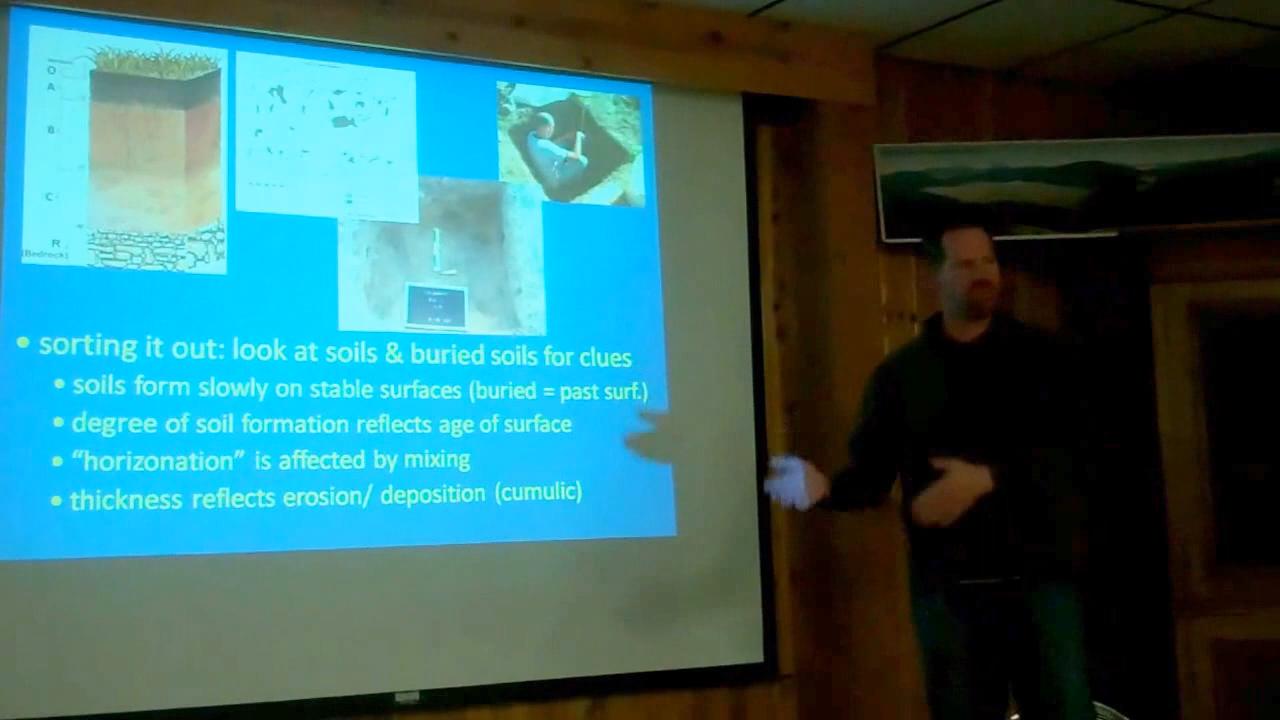 O
A
B
C
R
(Bedrock)
• sorting it out: look at soils & buried soils for clues
• soils form slowly on stable surfaces (buried = past surf.)
• degree of soil formation reflects age of surface
• "horizonation" is affected by mixing
• thickness reflects erosion/ deposition (cumulic)